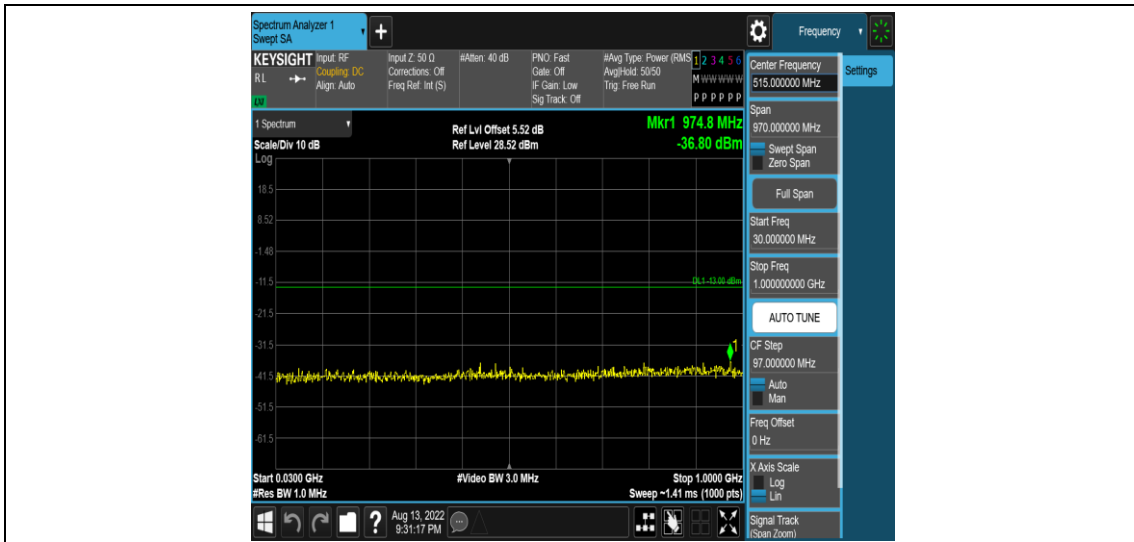 Spectrum Analyzer 1
Swept SA
+
Frequency
KEYSIGHT
RL
LXI
Input: RF
Coupling: DC
Align: Auto
Input Z: 50 Ω
Corrections: Off
Freq Ref: Int (S)
#Atten: 40 dB
PNO: Fast
Gate: Off
IF Gain: Low
Sig Track: Off
#Avg Type: Power (RMS
Avg|Hold: 50/50
Trig: Free Run
1 2 3 4 5 6
M W W W W W
P P P P P P
1 Spectrum
Scale/Div 10 dB
Ref Lvl Offset 5.52 dB
Ref Level 28.52 dBm
Mkr1 974.8 MHz
-36.80 dBm
Log
18.5
8.52
-1.48
-11.5
-21.5
-31.5
-41.5
-51.5
-61.5
DL1 -13.00 dBm
1
Start 0.0300 GHz
#Res BW 1.0 MHz
#Video BW 3.0 MHz
Stop 1.0000 GHz
Sweep ~1.41 ms (1000 pts)
?
Aug 13, 2022
9:31:17 PM
Center Frequency
515.000000 MHz
Settings
Span
970.000000 MHz
Swept Span
Zero Span
Full Span
Start Freq
30.000000 MHz
Stop Freq
1.000000000 GHz
AUTO TUNE
CF Step
97.000000 MHz
Auto
Man
Freq Offset
0 Hz
X Axis Scale
Log
Lin
Signal Track
(Span Zoom)